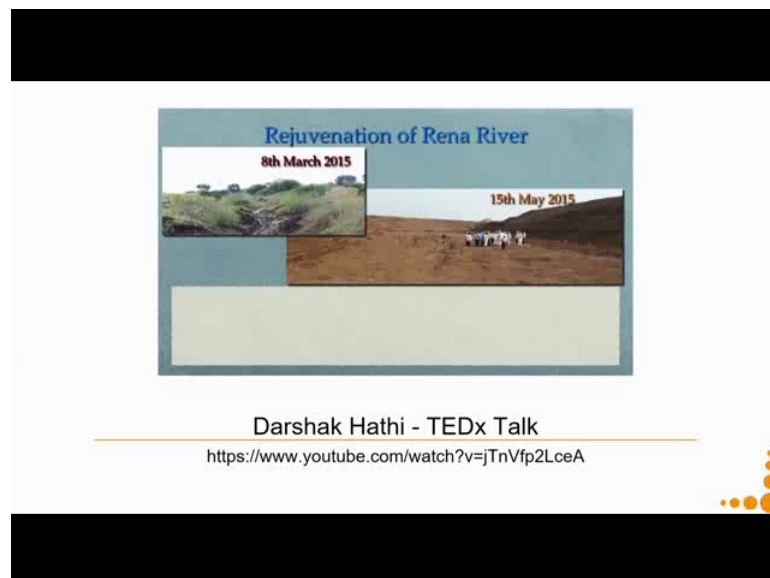 Rejuvenation of Rena River
8th March 2015
15th May 2015
Darshak Hathi - TEDx Talk
https://www.youtube.com/watch?v=jTnVfp2LceA